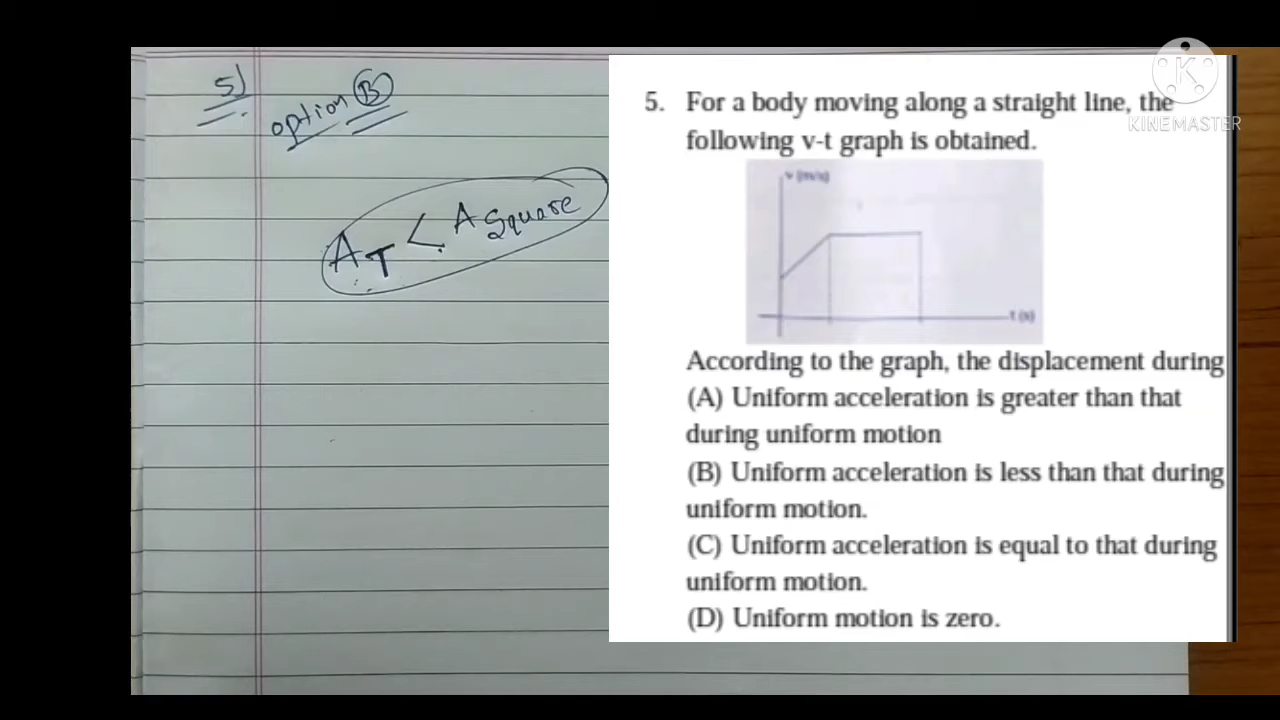 5)
option B
A T < A Square
K
KINEMASTER
5. For a body moving along a straight line, the
following v-t graph is obtained.
v (m/s)
t (s)
According to the graph, the displacement during
(A) Uniform acceleration is greater than that
during uniform motion
(B) Uniform acceleration is less than that during
uniform motion.
(C) Uniform acceleration is equal to that during
uniform motion.
(D) Uniform motion is zero.